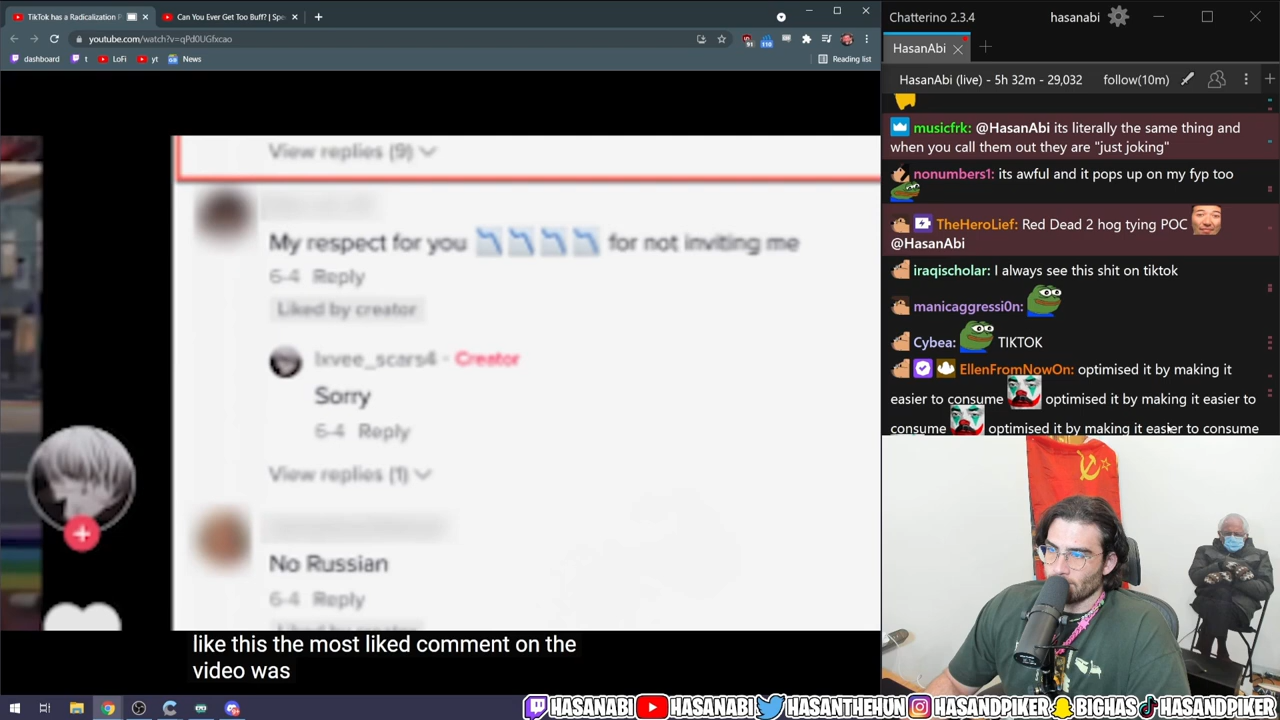 TikTok has a Radicalization P
Can You Ever Get Too Buff? | Spe
Chatterino 2.3.4
hasanabi
youtube.com/watch?v=qPd0UGfxcao
91
110
HasanAbi
dashboard
t
LoFi
yt
News
Reading list
HasanAbi (live) - 5h 32m - 29,032
follow(10m)
View replies (9)
My respect for you for not inviting me
6-4 Reply
Liked by creator
lxvee_scars4 · Creator
Sorry
6-4 Reply
View replies (1)
No Russian
6-4 Reply
like this the most liked comment on the
video was
musicfrk: @HasanAbi its literally the same thing and
when you call them out they are "just joking"
nonumbers1: its awful and it pops up on my fyp too
TheHeroLief: Red Dead 2 hog tying POC
@HasanAbi
iraqischolar: I always see this shit on tiktok
manicaggressi0n:
Cybea: TIKTOK
EllenFromNowOn: optimised it by making it
easier to consume optimised it by making it easier to
consume optimised it by making it easier to consume
HASANABI HASANABI HASANTHEHUN HASANDPIKER BIGHAS HASANDPIKER